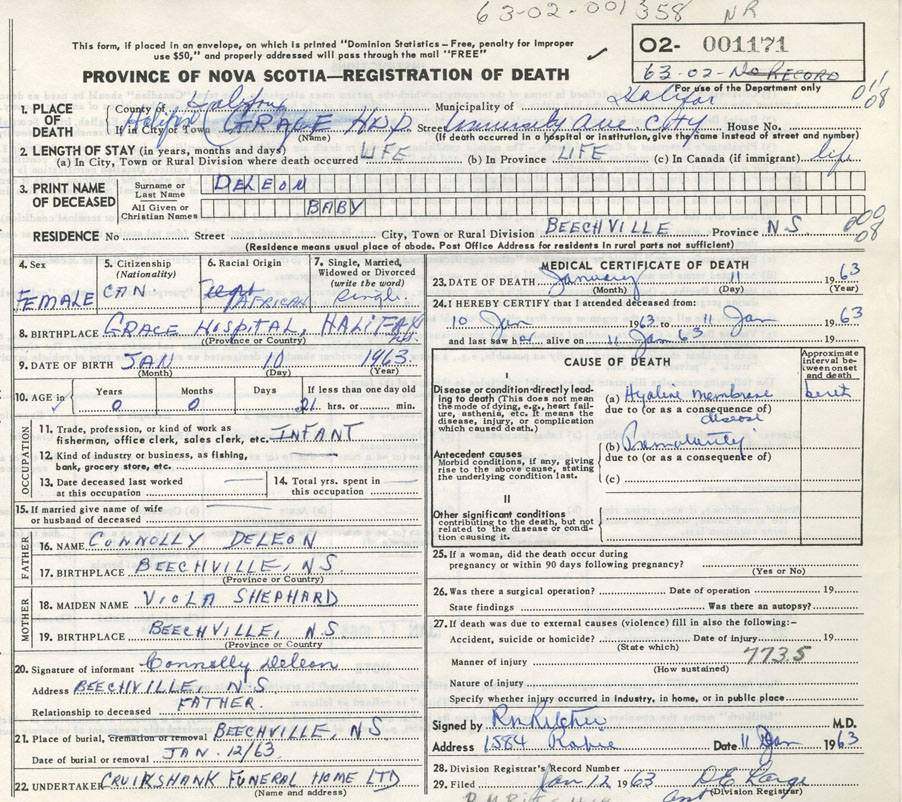 63-02-001358 NR
This form, if placed in an envelope, on which is printed "Dominion Statistics - Free, penalty for improper
use $50," and properly addressed will pass through the mail "FREE"
02- 001171
63-02-No RECORD
For use of the Department only
PROVINCE OF NOVA SCOTIA—REGISTRATION OF DEATH
1. PLACE OF DEATH
County of Halifax Municipality of Halifax
If in City or Town Halifax (GRACE HSP Street University Ave City House No.
(Name) (If death occurred in a hospital or institution, give the name instead of street and number)
2. LENGTH OF STAY (in years, months and days)
(a) In City, Town or Rural Division where death occurred LIFE (b) In Province LIFE (c) In Canada (if immigrant) life
3. PRINT NAME OF DECEASED
Surname or Last Name DELEON
All Given or Christian Names BABY
RESIDENCE No Street City, Town or Rural Division BEECHVILLE Province NS
(Residence means usual place of abode. Post Office Address for residents in rural parts not sufficient)
4. Sex FEMALE
5. Citizenship (Nationality) CAN.
6. Racial Origin AFRICAN
7. Single, Married, Widowed or Divorced (write the word) Single.
8. BIRTHPLACE GRACE HOSPITAL, HALIFAX NS.
(Province or Country)
9. DATE OF BIRTH JAN 10 1963
(Month) (Day) (Year)
10. AGE in Years 0 Months 0 Days If less than one day old 21 hrs. or min.
OCCUPATION
11. Trade, profession, or kind of work as
fisherman, office clerk, sales clerk, etc. INFANT
12. Kind of industry or business, as fishing,
bank, grocery store, etc.
13. Date deceased last worked
at this occupation
14. Total yrs. spent in
this occupation
15. If married give name of wife
or husband of deceased
FATHER
16. NAME CONNOLLY DELEON
17. BIRTHPLACE BEECHVILLE, NS.
(Province or Country)
MOTHER
18. MAIDEN NAME VIOLA SHEPHARD
19. BIRTHPLACE BEECHVILLE, NS
(Province or Country)
20. Signature of informant Connolly Deleon
Address BEECHVILLE, N-S
Relationship to deceased FATHER.
21. Place of burial, cremation or removal BEECHVILLE, NS
Date of burial or removal JAN. 12/63
22. UNDERTAKER CRUIKSHANK FUNERAL HOME LTD
(Name and address)
MEDICAL CERTIFICATE OF DEATH
23. DATE OF DEATH January 11 1963
(Month) (Day) (Year)
24. I HEREBY CERTIFY that I attended deceased from:
10 Jan 1963 to 11 Jan 1963
and last saw her alive on 11 Jan 63
CAUSE OF DEATH
Approximate interval between onset and death
I
Disease or condition directly leading to death (This does not mean the mode of dying, e.g., heart failure, asthenia, etc. It means the disease, injury, or complication which caused death.)
(a) Hyaline membrane
due to (or as a consequence of) disease
Antecedent causes
Morbid conditions, if any, giving rise to the above cause, stating the underlying condition last.
(b) Prematurity
due to (or as a consequence of)
(c)
II
Other significant conditions
contributing to the death, but not related to the disease or condition causing it.
25. If a woman, did the death occur during
pregnancy or within 90 days following pregnancy?
(Yes or No)
26. Was there a surgical operation? Date of operation 19
State findings Was there an autopsy?
27. If death was due to external causes (violence) fill in also the following:-
Accident, suicide or homicide? Date of injury 19
(State which)
Manner of injury 773.5
(How sustained)
Nature of injury
Specify whether injury occurred in industry, in home, or in public place
Signed by M.D.
Address 1584 Robie Date 11 Jan 1963
28. Division Registrar's Record Number
29. Filed Jan 12 1963
Division Registrar)